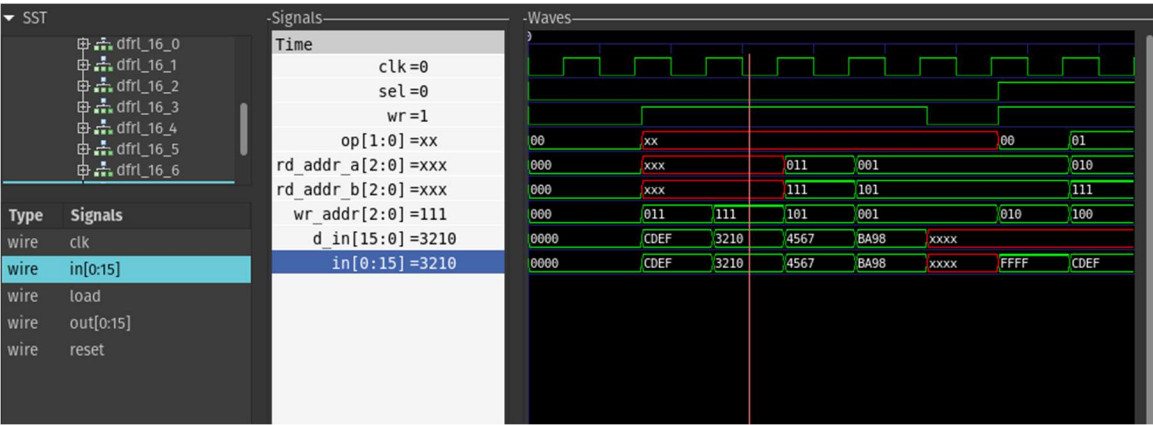 SST
dfrl_16_0
dfrl_16_1
dfrl_16_2
dfrl_16_3
dfrl_16_4
dfrl_16_5
dfrl_16_6
Type Signals
wire clk
wire in[0:15]
wire load
wire out[0:15]
wire reset
Signals
Time
clk=0
sel=0
wr=1
op[1:0]=xx
rd_addr_a[2:0]=xxx
rd_addr_b[2:0]=xxx
wr_addr[2:0]=111
d_in[15:0]=3210
in[0:15]=3210
Waves
00 xx 00 01
000 xxx 011 001 010
000 xxx 111 101 111
000 011 111 101 001 010 100
0000 CDEF 3210 4567 BA98 xxxx
0000 CDEF 3210 4567 BA98 xxxx FFFF CDEF